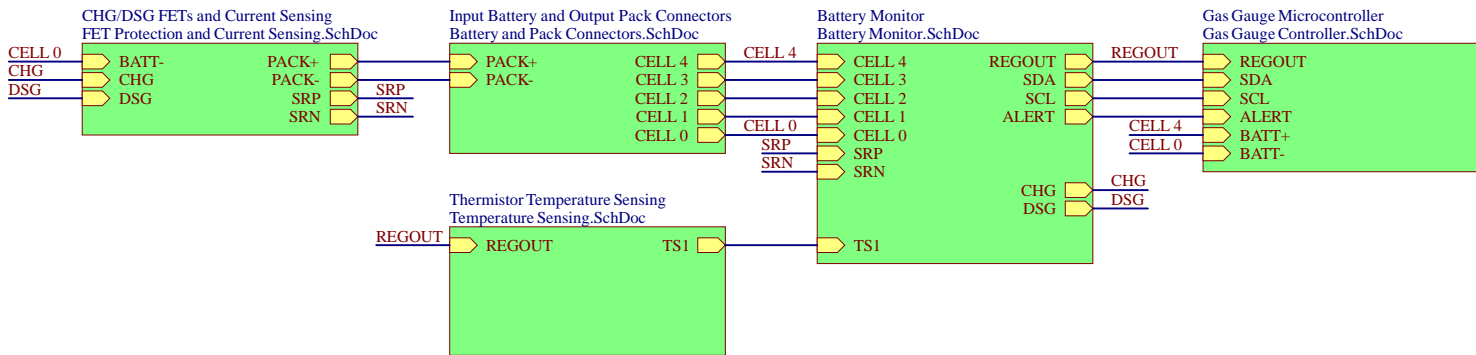 CHG/DSG FETs and Current Sensing
FET Protection and Current Sensing.SchDoc
CELL 0
CHG
DSG
BATT-
CHG
DSG
PACK+
PACK-
SRP
SRN
SRP
SRN
Input Battery and Output Pack Connectors
Battery and Pack Connectors.SchDoc
PACK+
PACK-
CELL 4
CELL 3
CELL 2
CELL 1
CELL 0
CELL 4
CELL 0
SRP
SRN
Battery Monitor
Battery Monitor.SchDoc
CELL 4
CELL 3
CELL 2
CELL 1
CELL 0
SRP
SRN
TS1
REGOUT
SDA
SCL
ALERT
CHG
DSG
REGOUT
CHG
DSG
CELL 4
CELL 0
Gas Gauge Microcontroller
Gas Gauge Controller.SchDoc
REGOUT
SDA
SCL
ALERT
BATT+
BATT-
Thermistor Temperature Sensing
Temperature Sensing.SchDoc
REGOUT
REGOUT
TS1